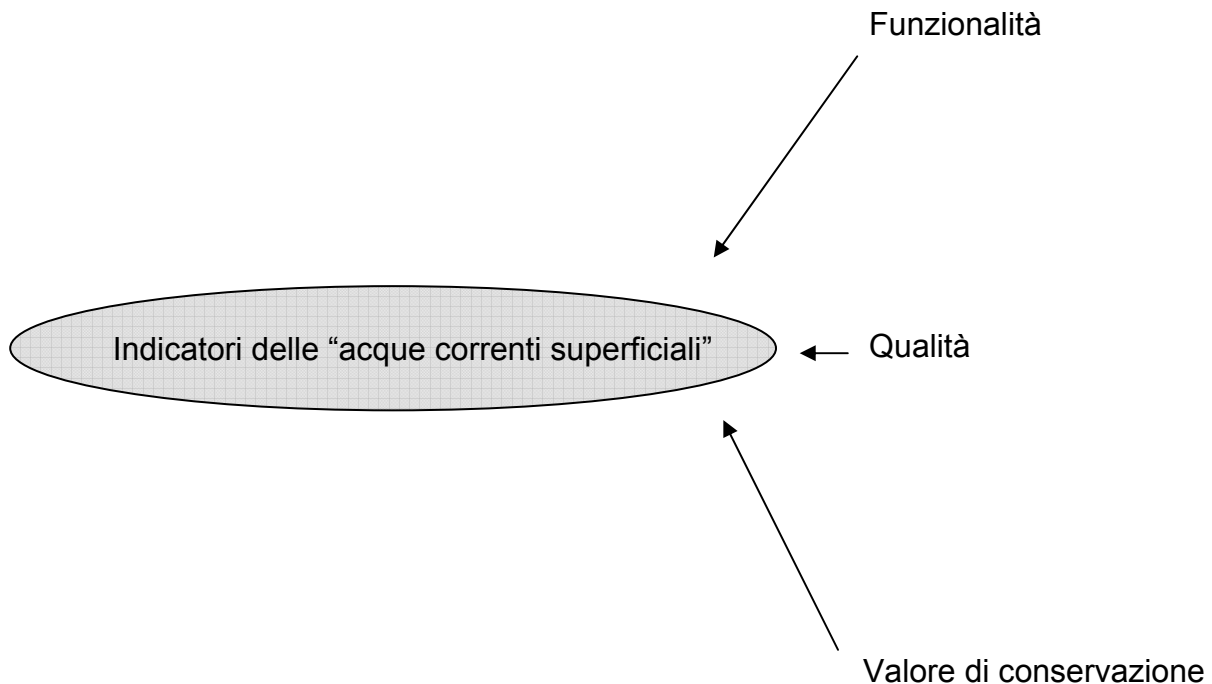 Funzionalità
Indicatori delle “acque correnti superficiali”
Qualità
Valore di conservazione